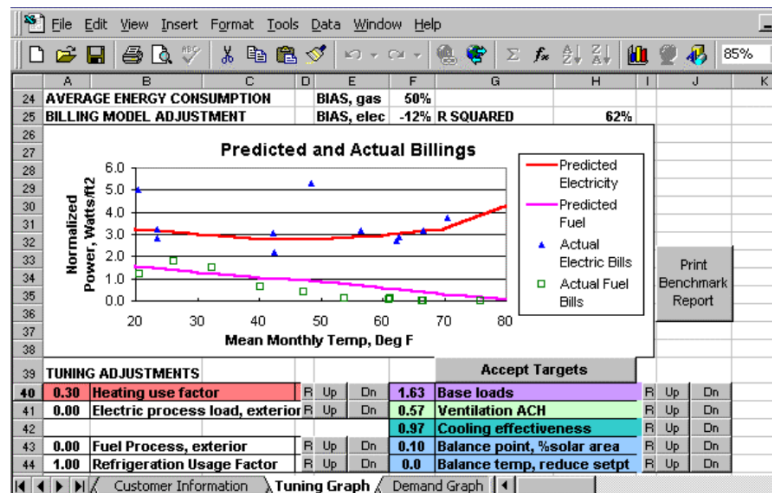 File Edit View Insert Format Tools Data Window Help
85%
A B C D E F G H I J K
24 AVERAGE ENERGY CONSUMPTION BIAS, gas 50%
25 BILLING MODEL ADJUSTMENT BIAS, elec -12% R SQUARED 62%
26
27
28
29
30
31
32
33
34
35
36
37
38
Predicted and Actual Billings
Normalized
Power, Watts/ft2
6.0
5.0
4.0
3.0
2.0
1.0
0.0
20 30 40 50 60 70 80
Mean Monthly Temp, Deg F
Predicted
Electricity
Predicted
Fuel
Actual
Electric Bills
Actual Fuel
Bills
Print
Benchmark
Report
39 TUNING ADJUSTMENTS Accept Targets
40 0.30 Heating use factor R Up Dn 1.63 Base loads R Up Dn
41 0.00 Electric process load, exterior R Up Dn 0.57 Ventilation ACH R Up Dn
42 0.97 Cooling effectiveness R Up Dn
43 0.00 Fuel Process, exterior R Up Dn 0.10 Balance point, %solar area R Up Dn
44 1.00 Refrigeration Usage Factor R Up Dn 0.0 Balance temp, reduce setpt R Up Dn
Customer Information Tuning Graph Demand Graph